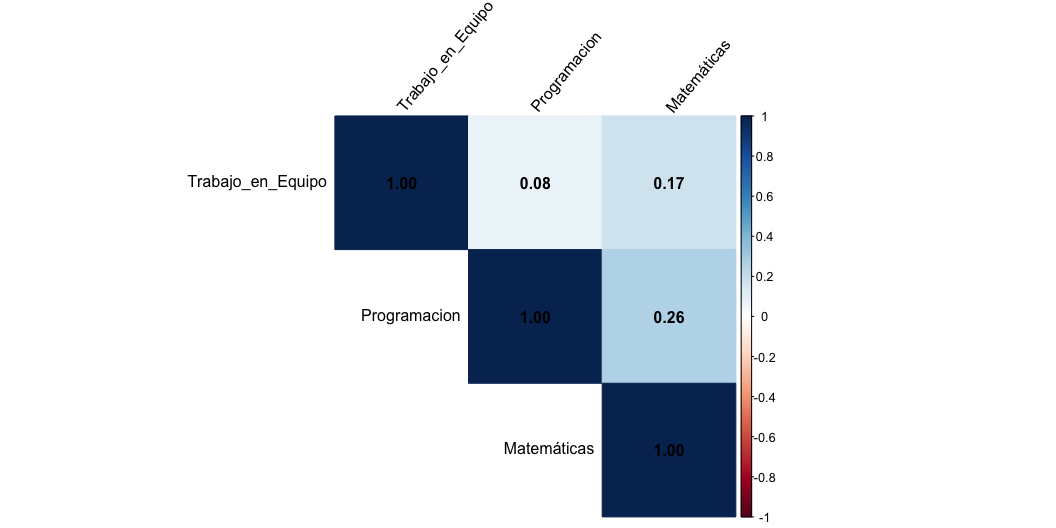 Trabajo_en_Equipo
Programacion
Matemáticas
Trabajo_en_Equipo
1.00
0.08
0.17
Programacion
1.00
0.26
Matemáticas
1.00
1
0.8
0.6
0.4
0.2
0
-0.2
-0.4
-0.6
-0.8
-1